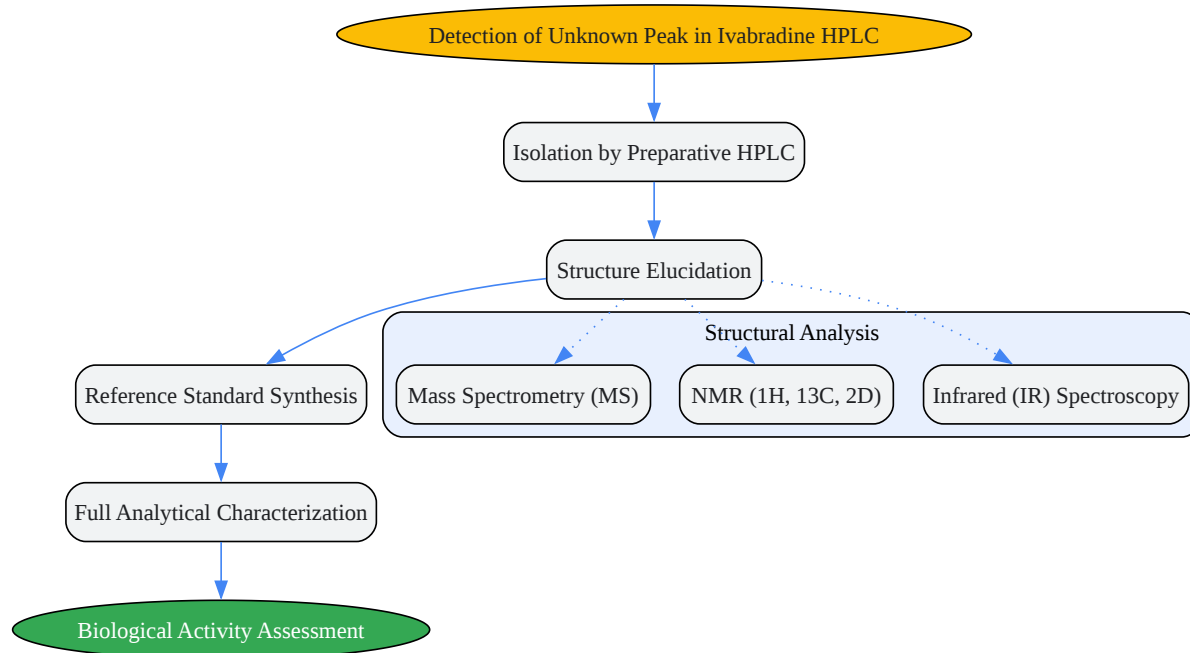 Detection of Unknown Peak in Ivabradine HPLC
Isolation by Preparative HPLC
Structure Elucidation
Structural Analysis
Reference Standard Synthesis
Mass Spectrometry (MS)
NMR (1H, 13C, 2D)
Infrared (IR) Spectroscopy
Full Analytical Characterization
Biological Activity Assessment